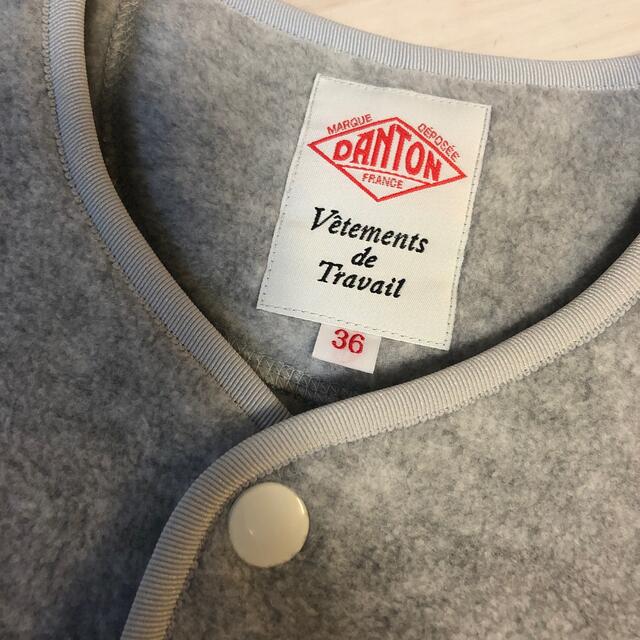 MARQUE DÉPOSÉE
DANTON
FRANCE
Vêtements
de
Travail
36